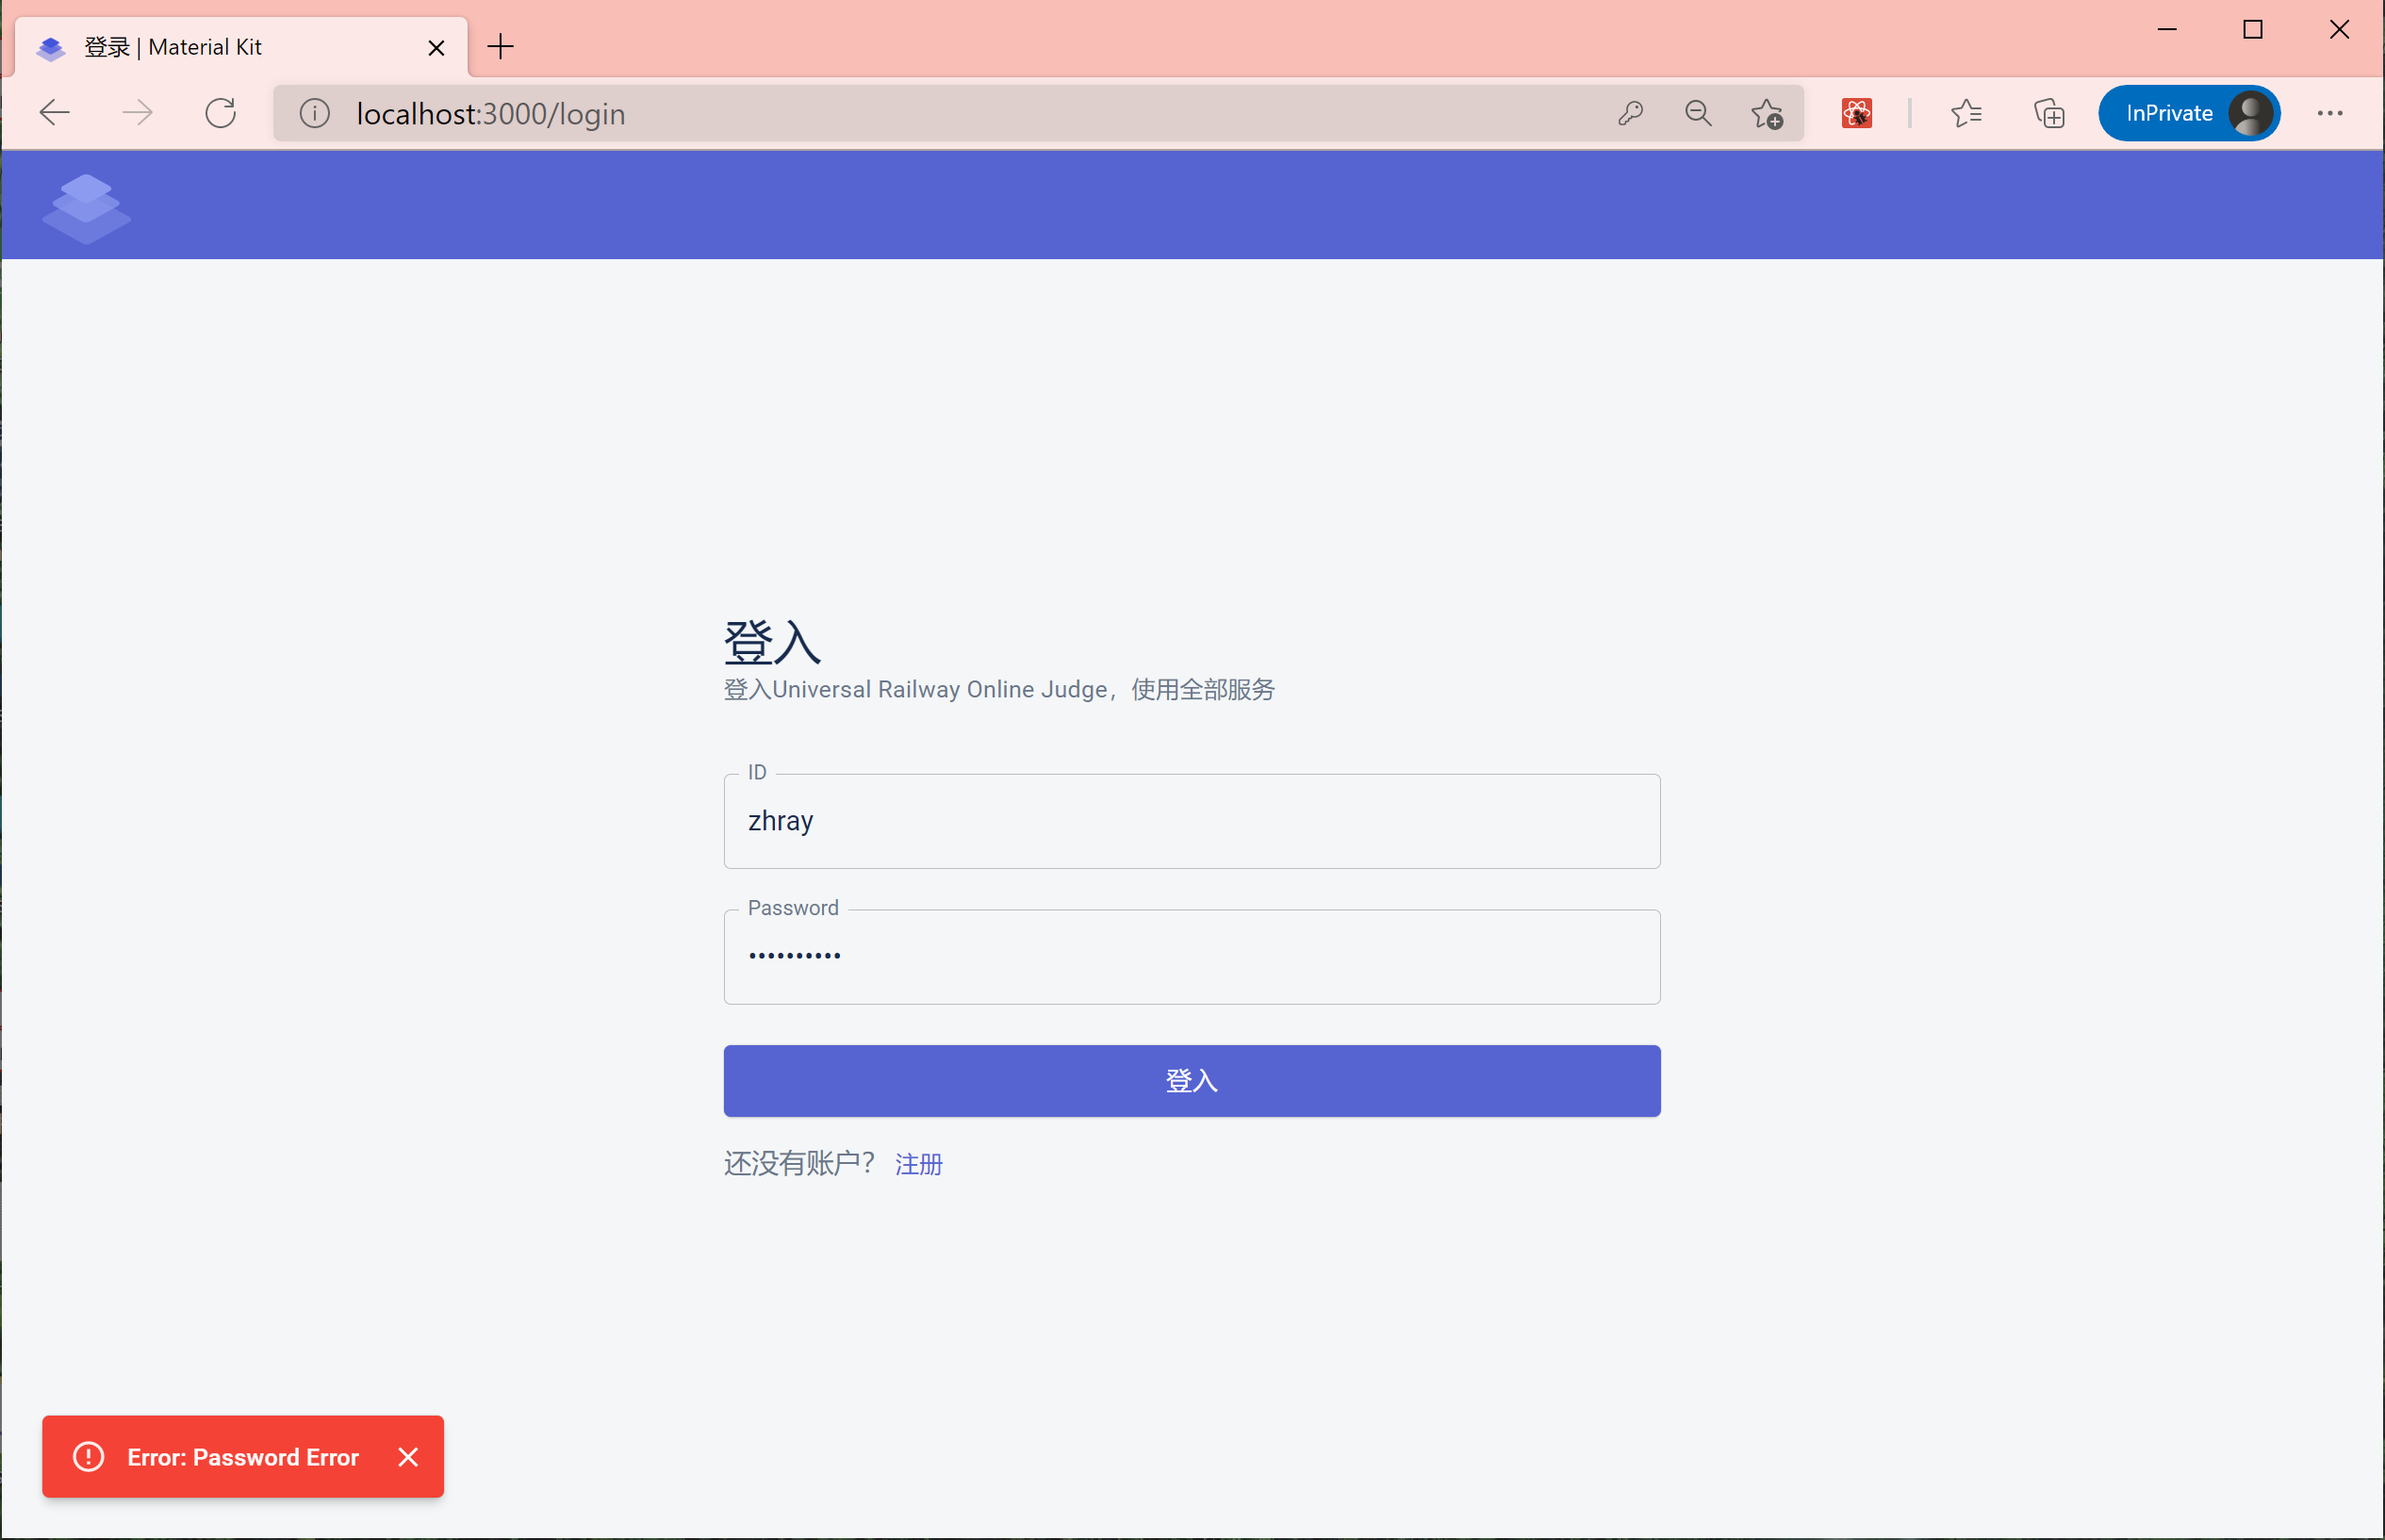 登录 | Material Kit
localhost:3000/login
InPrivate
登入
登入Universal Railway Online Judge，使用全部服务
ID
zhray
Password
••••••••••
登入
还没有账户？ 注册
Error: Password Error